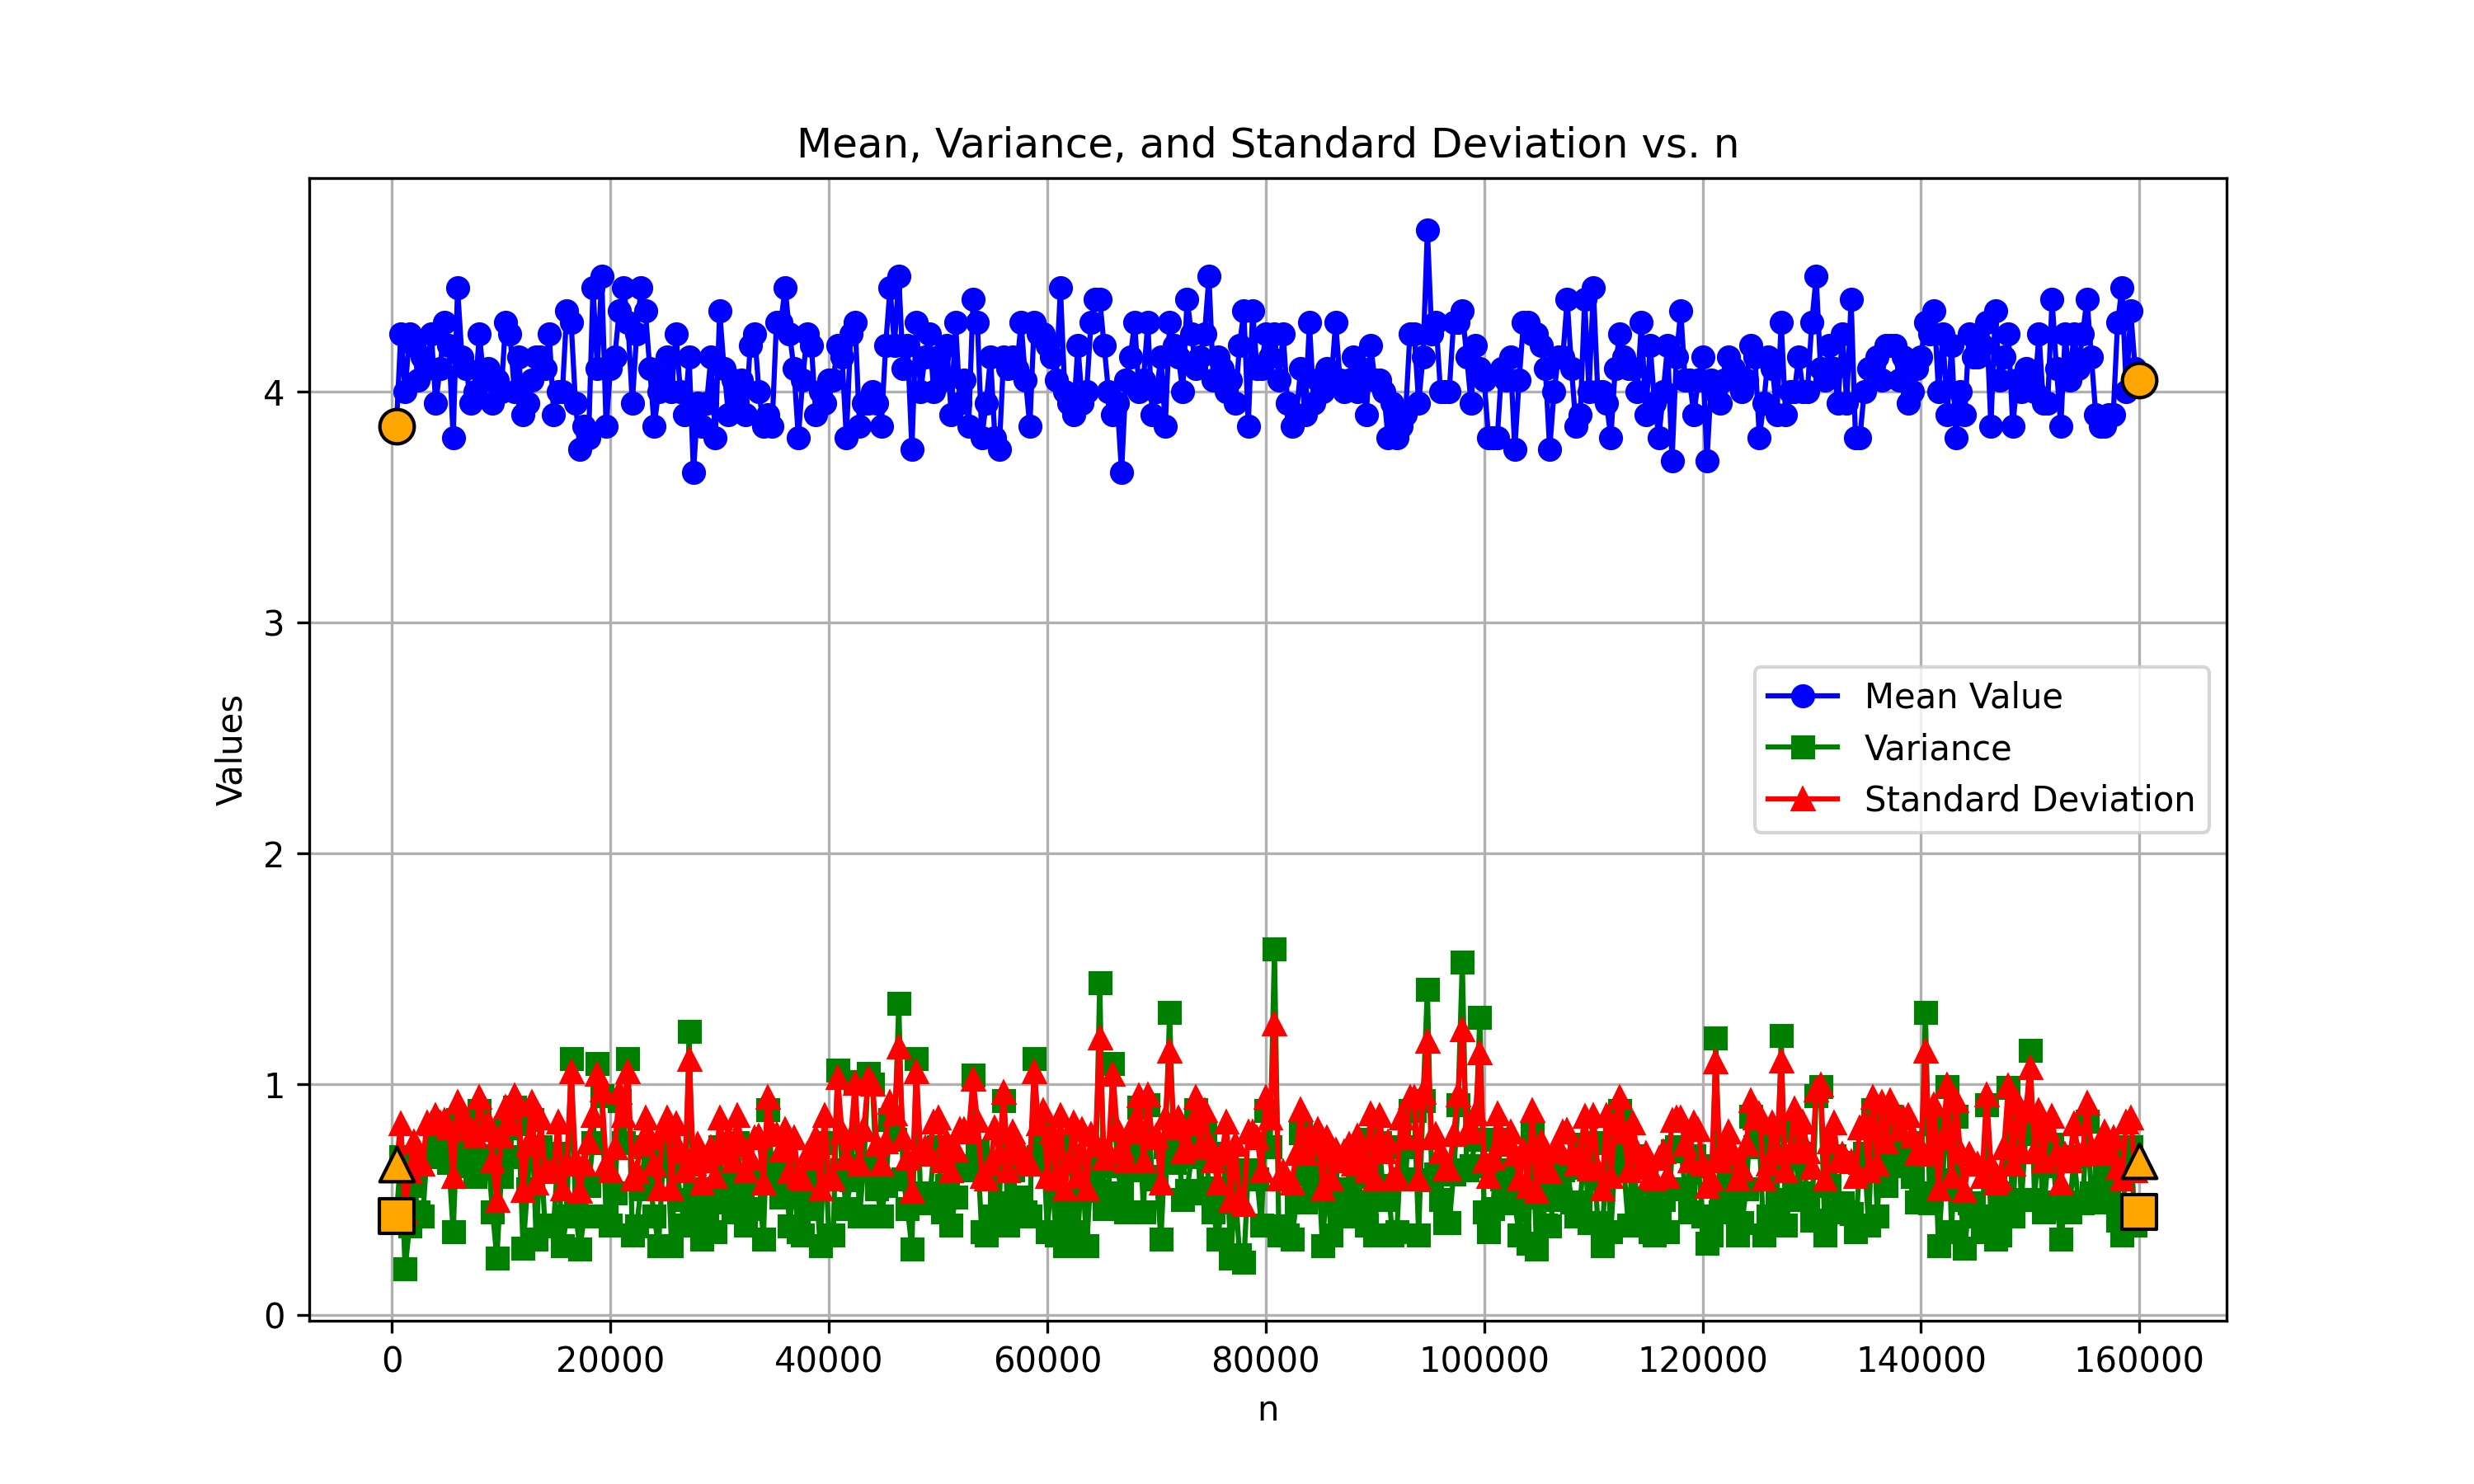 Mean, Variance, and Standard Deviation vs. n
Values
4
3
2
1
0
Mean Value
Variance
Standard Deviation
0 20000 40000 60000 80000 100000 120000 140000 160000
n